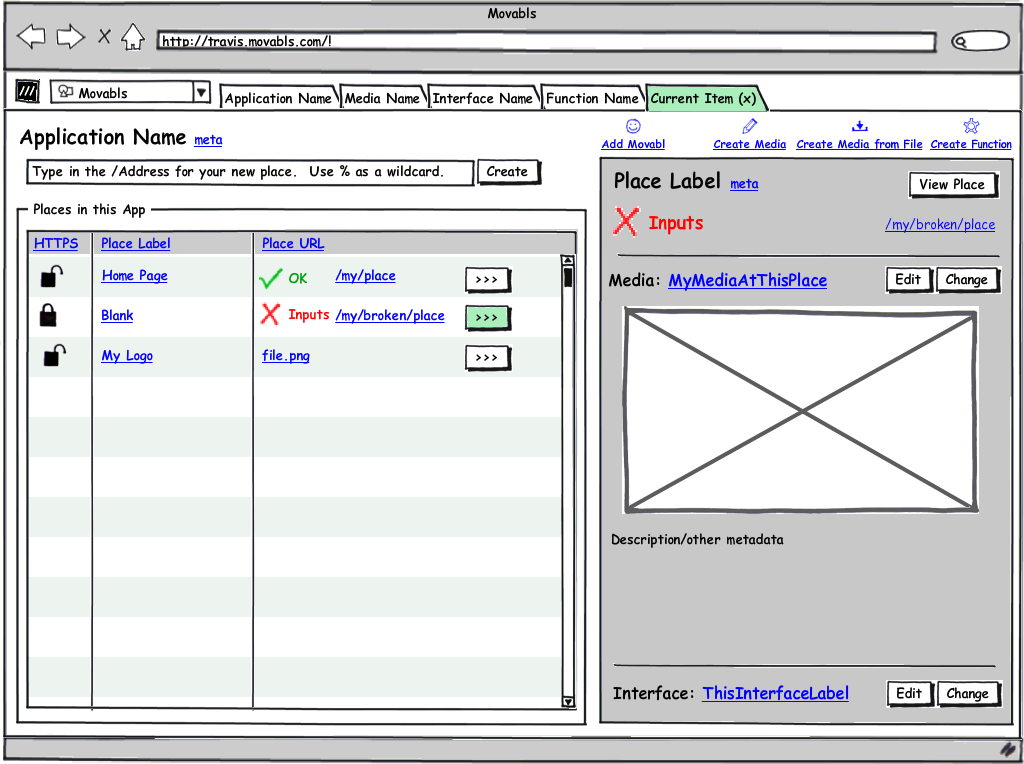 Movabls
http://travis.movabls.com/!
Movabls
Application Name
Media Name
Interface Name
Function Name
Current Item (x)
Application Name meta
Type in the /Address for your new place. Use % as a wildcard.
Create
Places in this App
HTTPS Place Label Place URL
Home Page OK /my/place >>>
Blank Inputs /my/broken/place >>>
My Logo file.png >>>
Add Movabl
Create Media
Create Media from File
Create Function
Place Label meta
View Place
Inputs
/my/broken/place
Media: MyMediaAtThisPlace
Edit
Change
Description/other metadata
Interface: ThisInterfaceLabel
Edit
Change